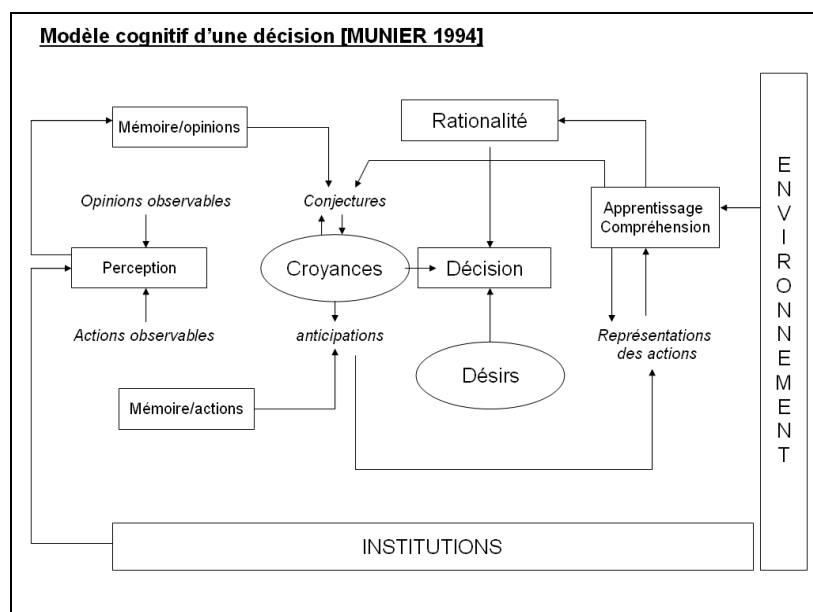 Modèle cognitif d'une décision [MUNIER 1994]
Mémoire/opinions
Rationalité
Opinions observables
Conjectures
Apprentissage
Compréhension
Perception
Croyances
Décision
Actions observables
anticipations
Représentations
des actions
Désirs
Mémoire/actions
INSTITUTIONS
ENVIRONNEMENT